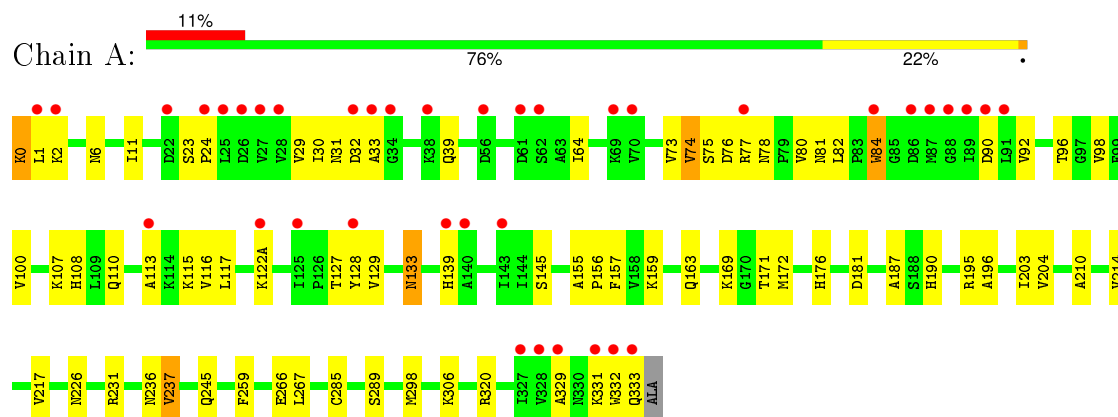 11%
Chain A:
76% 22% •
K0 L1 K2 N6 I11 D22 S23 P24 L25 D26 V27 V28 V29 I30 N31 D32 A33 G34 K38 Q39 D56 D61 S62 A63 I64 K69 V70 V73 V74 S75 D76 R77 N78 P79 V80 N81 L82 P83 W84 G85 D86 M87 G88 I89 D90 L91 V92 T96 G97 V98 F99
V100 K107 H108 L109 Q110 A113 K114 K115 V116 L117 K122A I125 P126 T127 Y128 V129 N133 H139 A140 I143 I144 S145 A155 P156 F157 V158 K159 Q163 K169 G170 T171 M172 H176 D181 A187 S188 H190 R195 A196 I203 V204 A210 V214
V217 N226 R231 N236 V237 Q245 F259 E266 L267 C285 S289 M298 K306 R320 I327 V328 A329 N330 K331 W332 Q333 ALA